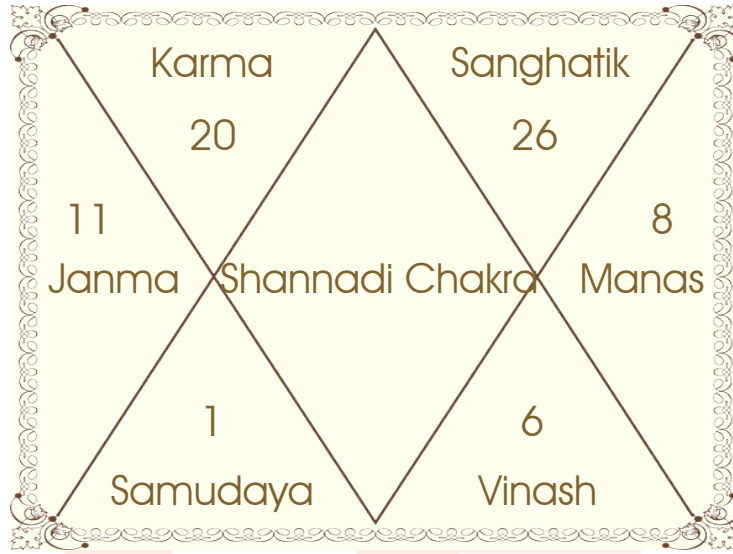 Karma
Sanghatik
20
26
11
8
Janma
Shannadi Chakra
Manas
1
6
Samudaya
Vinash